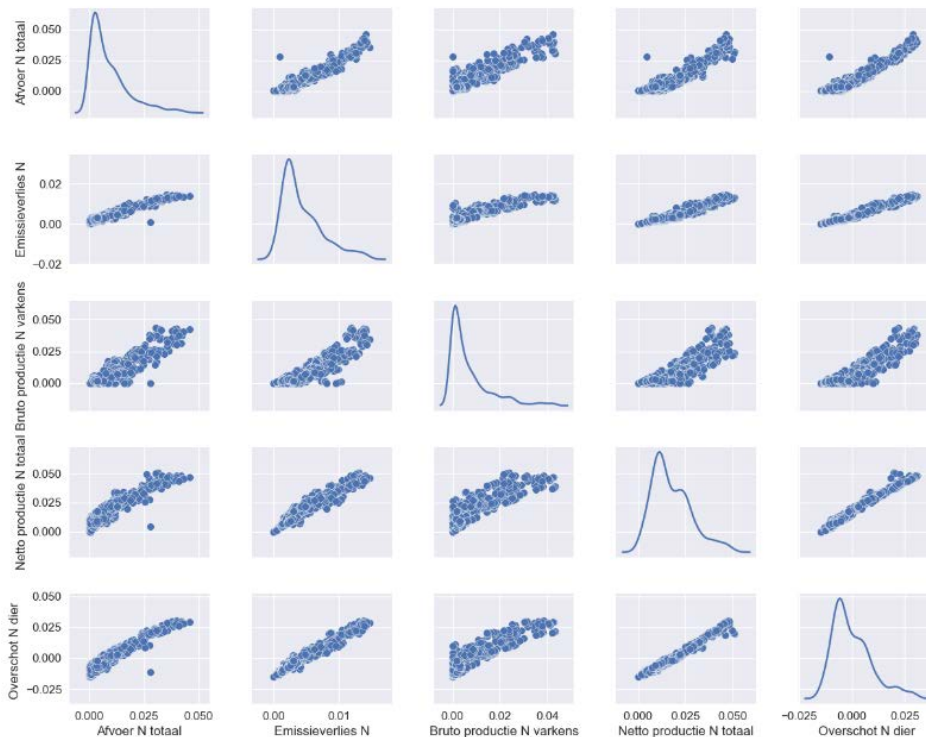 Afvoer N totaal
0.050
0.025
0.000
Emissieverlies N
0.02
0.00
−0.02
Bruto productie N varkens
0.050
0.025
0.000
Netto productie N totaal
0.050
0.025
0.000
Overschot N dier
0.050
0.025
0.000
−0.025
0.000 0.025 0.050 0.00 0.01 0.00 0.02 0.04 0.000 0.025 0.050 −0.025 0.000 0.025
Afvoer N totaal Emissieverlies N Bruto productie N varkens Netto productie N totaal Overschot N dier